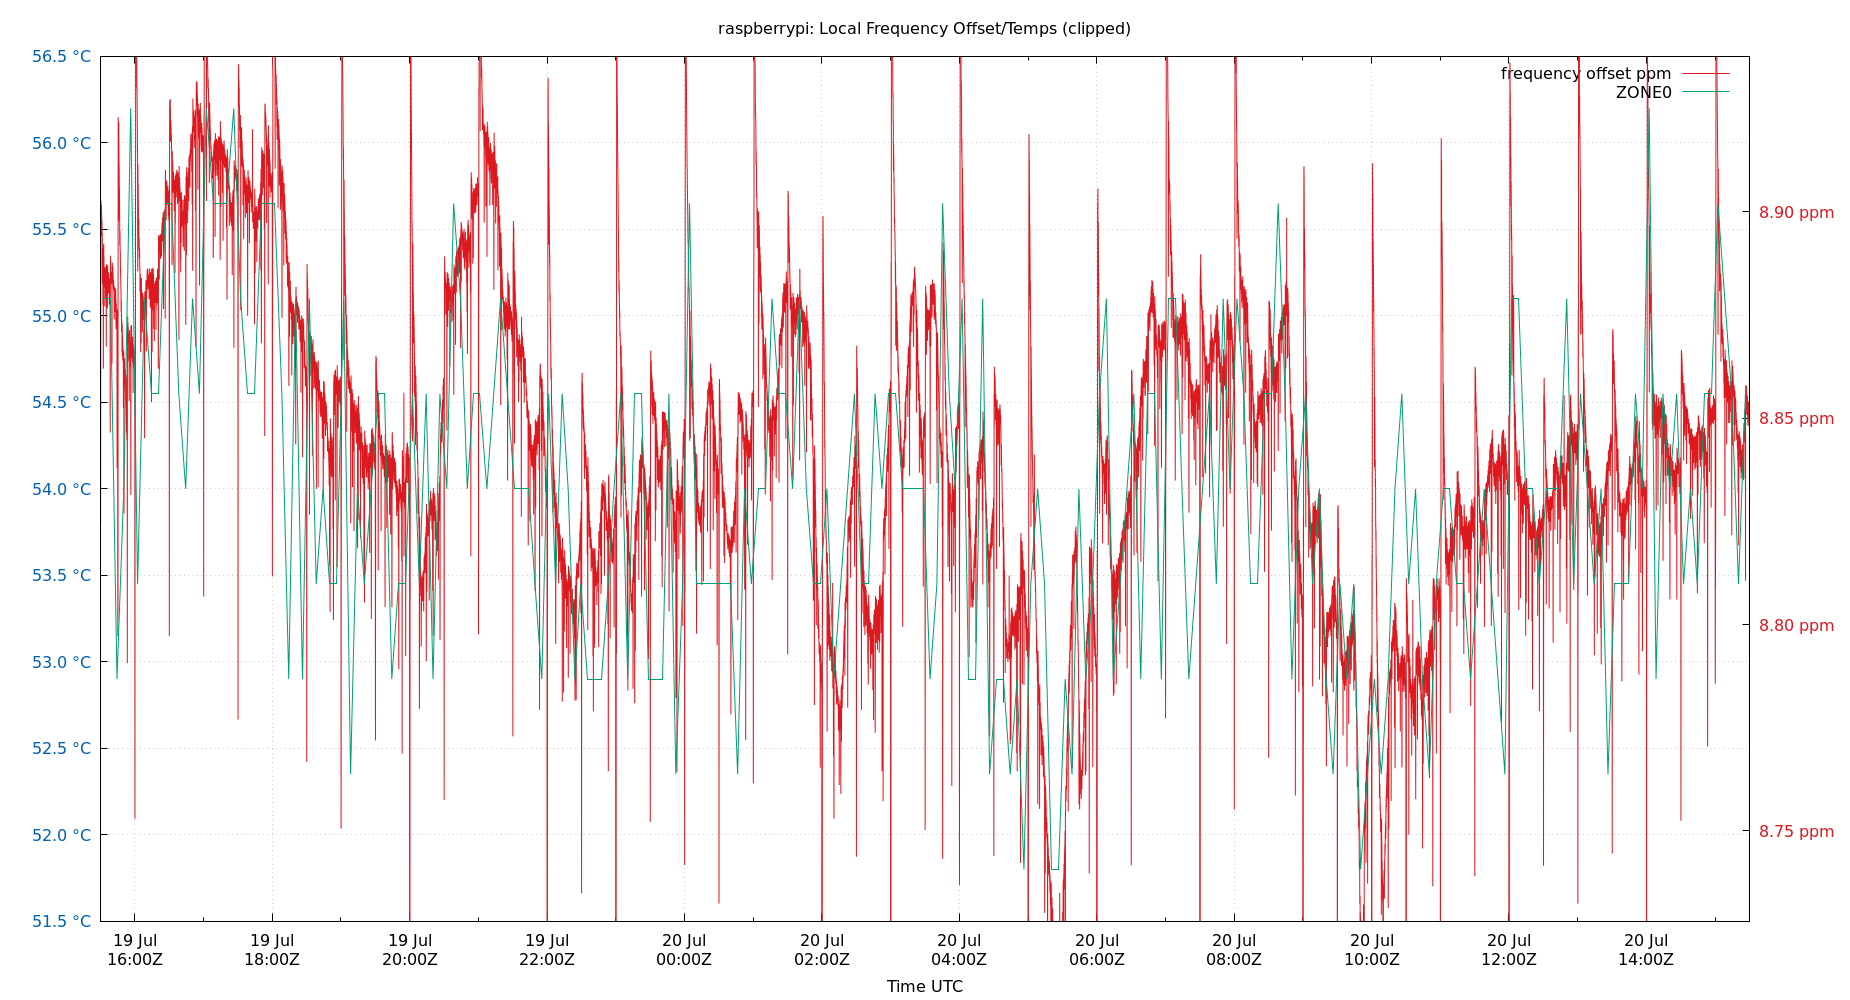 raspberrypi: Local Frequency Offset/Temps (clipped)
56.5 °C
56.0 °C
55.5 °C
55.0 °C
54.5 °C
54.0 °C
53.5 °C
53.0 °C
52.5 °C
52.0 °C
51.5 °C
frequency offset ppm
ZONE0
8.90 ppm
8.85 ppm
8.80 ppm
8.75 ppm
19 Jul 19 Jul 19 Jul 19 Jul 20 Jul 20 Jul 20 Jul 20 Jul 20 Jul 20 Jul 20 Jul 20 Jul
16:00Z 18:00Z 20:00Z 22:00Z 00:00Z 02:00Z 04:00Z 06:00Z 08:00Z 10:00Z 12:00Z 14:00Z
Time UTC